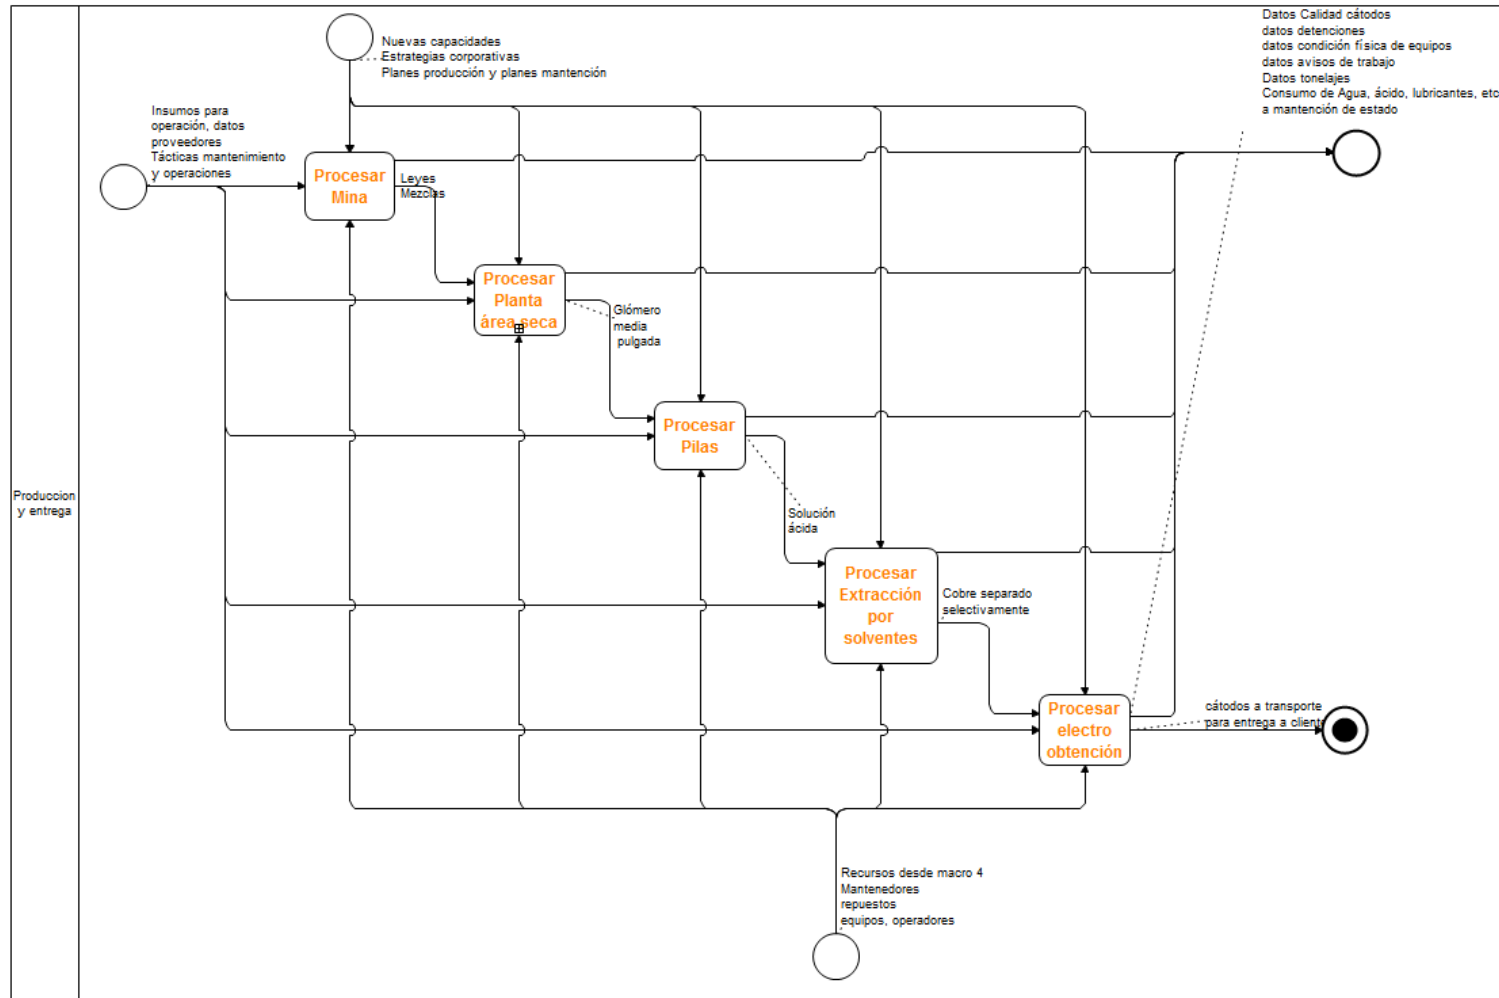 Datos Calidad cátodos
datos detenciones
datos condición física de equipos
datos avisos de trabajo
Datos tonelajes
Consumo de Agua, ácido, lubricantes, etc
a mantención de estado
Nuevas capacidades
Estrategias corporativas
Planes producción y planes mantención
Insumos para
operación, datos
proveedores
Tácticas mantenimiento
y operaciones
Procesar
Mina
Leyes
Mezclas
Procesar
Planta
área seca
Glómero
media
pulgada
Procesar
Pilas
Produccion
y entrega
Solución
ácida
Procesar
Extracción
por
solventes
Cobre separado
selectivamente
Procesar
electro
obtención
cátodos a transporte
para entrega a cliente
Recursos desde macro 4
Mantenedores
repuestos
equipos, operadores